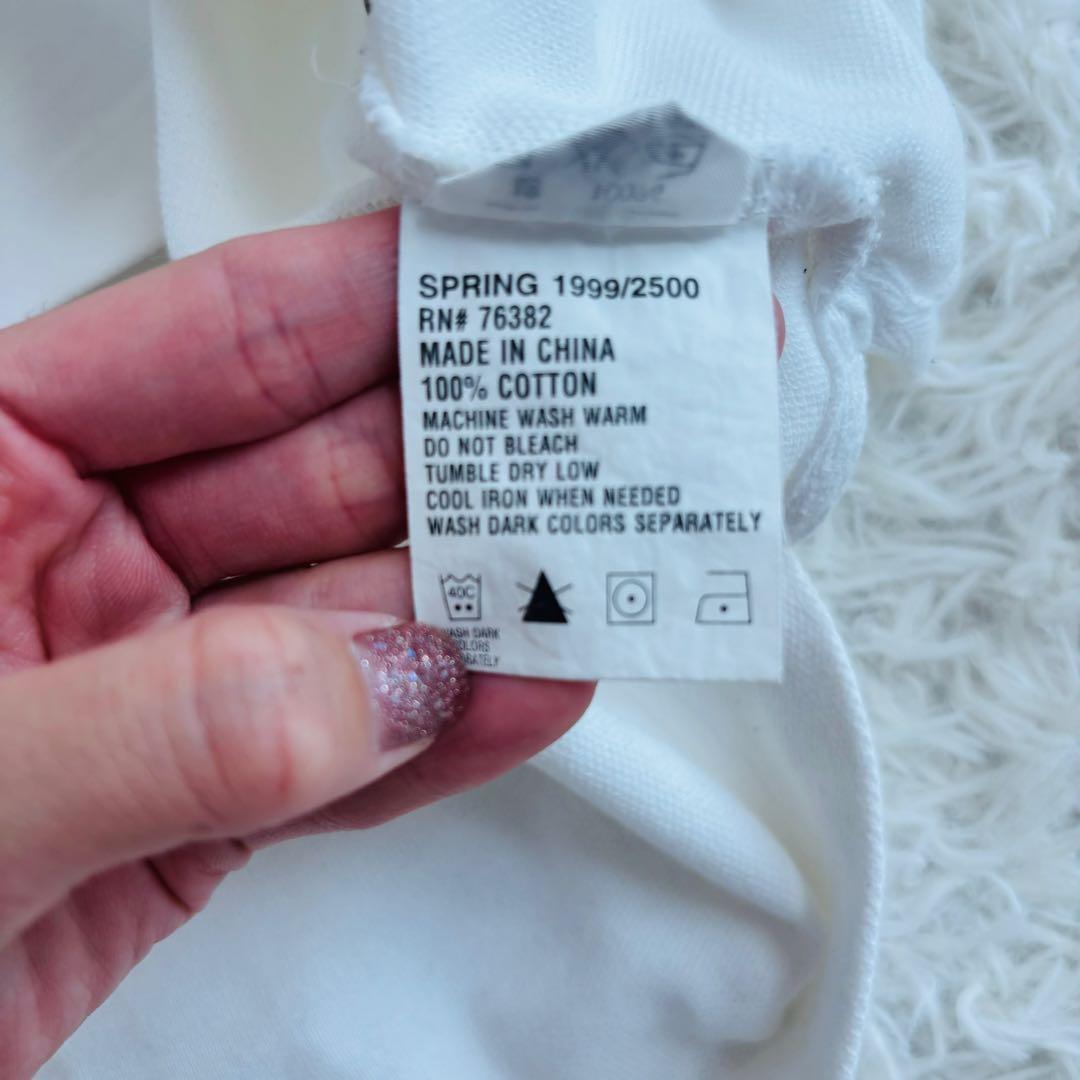 SPRING 1999/2500
RN# 76382
MADE IN CHINA
100% COTTON
MACHINE WASH WARM
DO NOT BLEACH
TUMBLE DRY LOW
COOL IRON WHEN NEEDED
WASH DARK COLORS SEPARATELY
40C
DARK